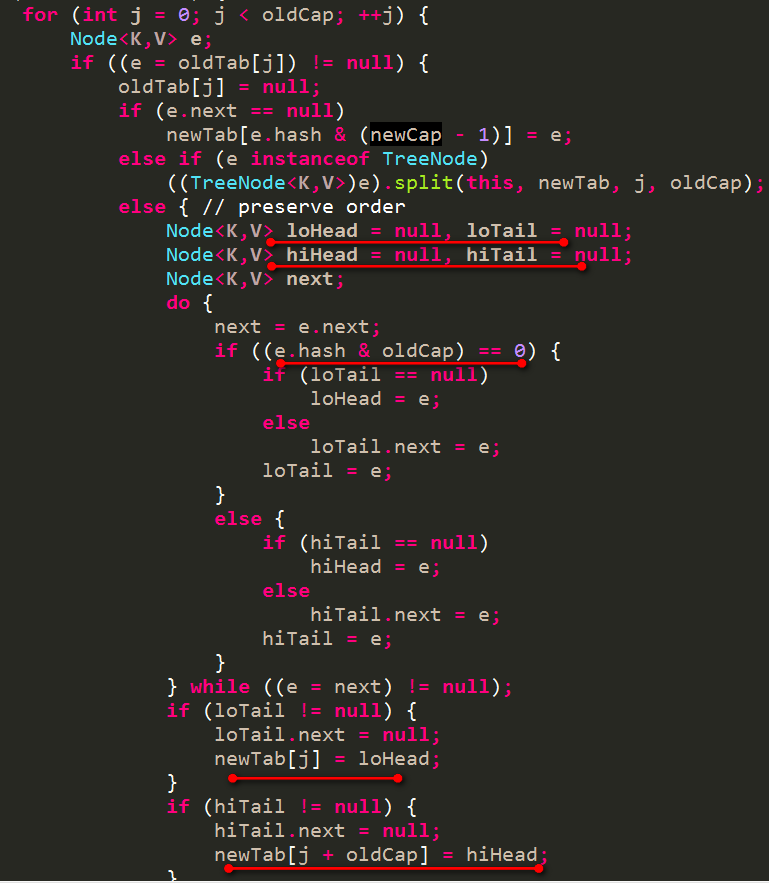 for (int j = 0; j < oldCap; ++j) {
Node<K,V> e;
if ((e = oldTab[j]) != null) {
oldTab[j] = null;
if (e.next == null)
newTab[e.hash & (newCap - 1)] = e;
else if (e instanceof TreeNode)
((TreeNode<K,V>)e).split(this, newTab, j, oldCap);
else { // preserve order
Node<K,V> loHead = null, loTail = null;
Node<K,V> hiHead = null, hiTail = null;
Node<K,V> next;
do {
next = e.next;
if ((e.hash & oldCap) == 0) {
if (loTail == null)
loHead = e;
else
loTail.next = e;
loTail = e;
}
else {
if (hiTail == null)
hiHead = e;
else
hiTail.next = e;
hiTail = e;
}
} while ((e = next) != null);
if (loTail != null) {
loTail.next = null;
newTab[j] = loHead;
}
if (hiTail != null) {
hiTail.next = null;
newTab[j + oldCap] = hiHead;
}